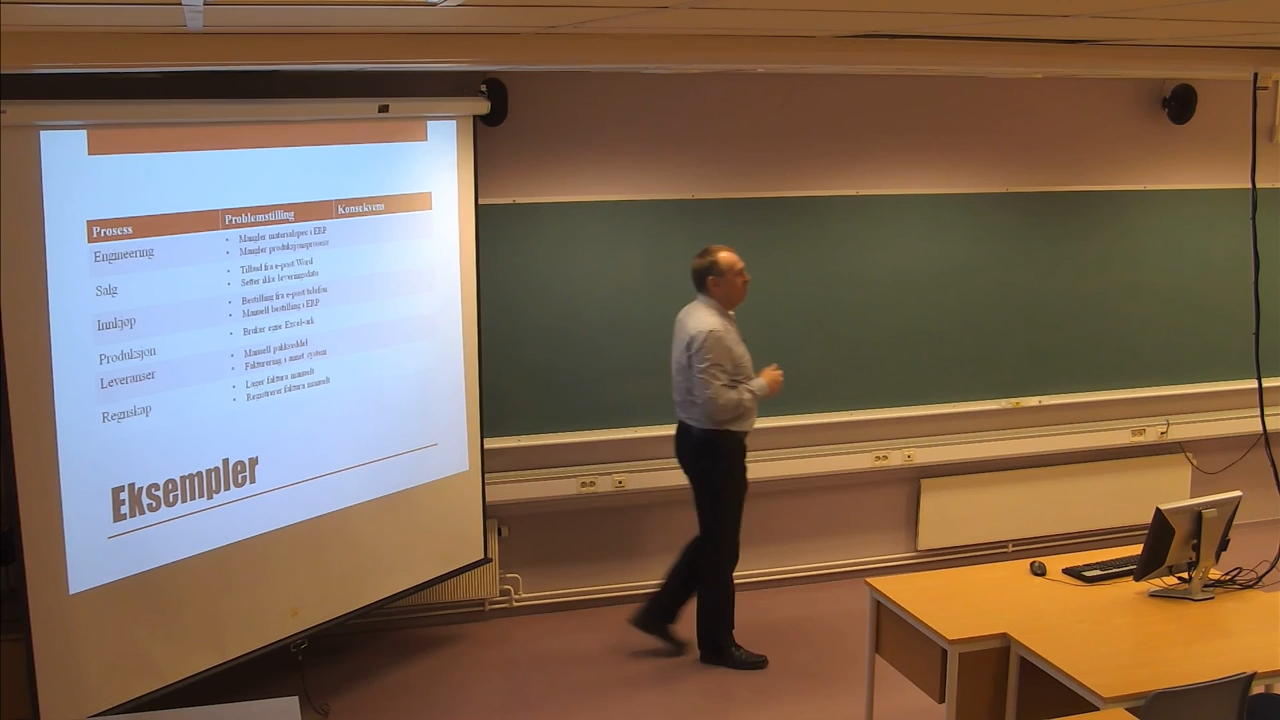 Prosess Problemstilling Konsekvens
Engineering
• Mangler materialspec i ERP
• Mangler produksjonsprosess
Salg
• Tilbud fra e-post Word
• Setter ikke leveringsdato
Innkjøp
• Bestilling fra e-post telefon
• Manuell bestilling i ERP
Produksjon
• Bruker egne Excel-ark
Leveranser
• Manuell pakkseddel
• Fakturering i annet system
Regnskap
• Lager faktura manuelt
• Registrerer faktura manuelt
Eksempler